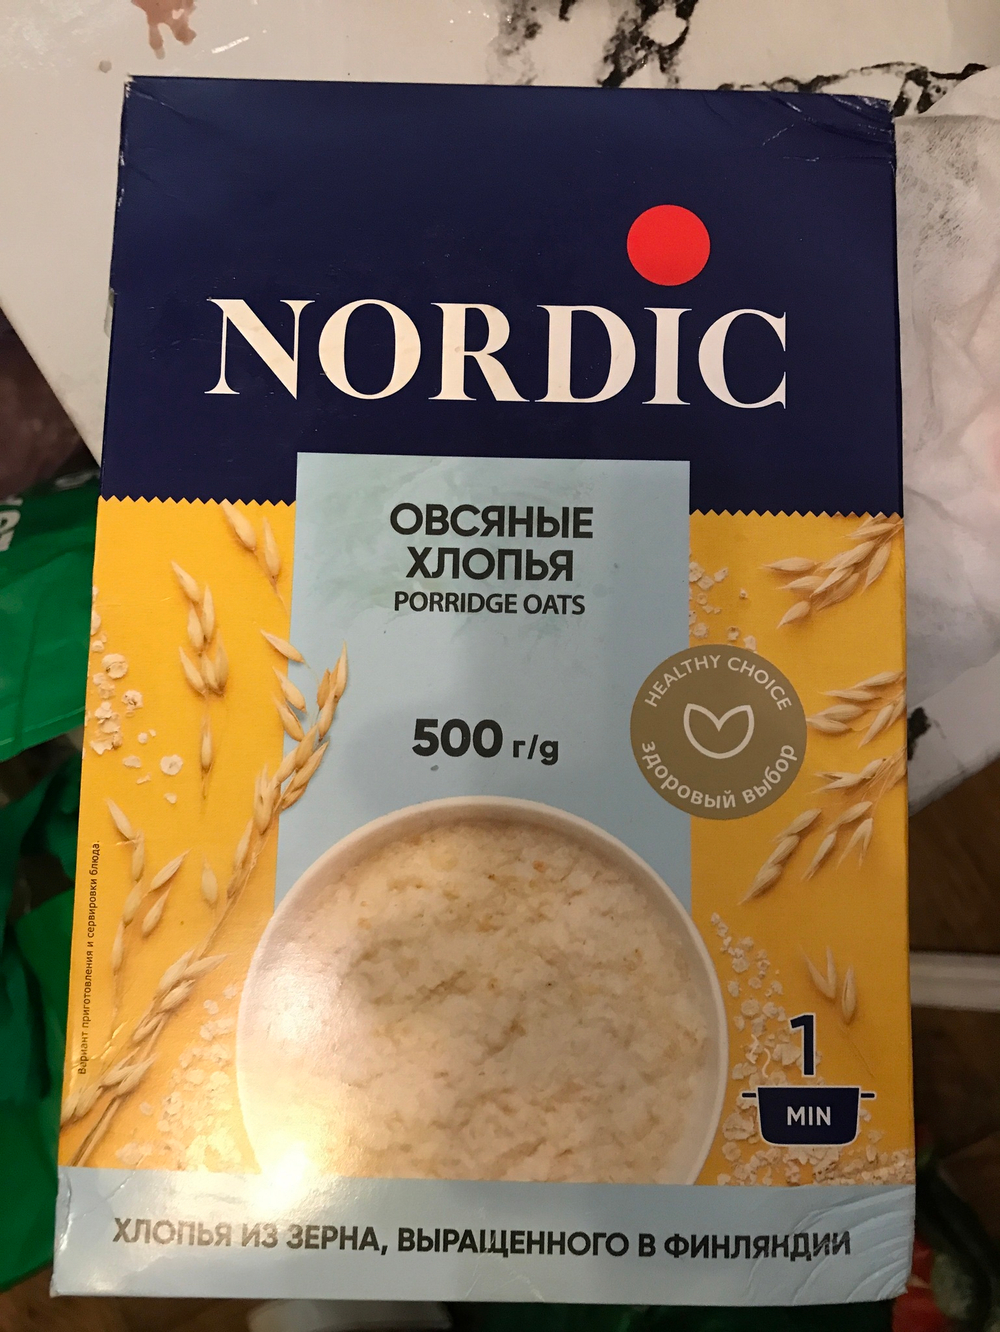 NORDIC
ОВСЯНЫЕ
ХЛОПЬЯ
PORRIDGE OATS
500 г/g
HEALTHY CHOICE
здоровый выбор
Вариант приготовления и сервировки блюда.
1
MIN
ХЛОПЬЯ ИЗ ЗЕРНА, ВЫРАЩЕННОГО В ФИНЛЯНДИИ